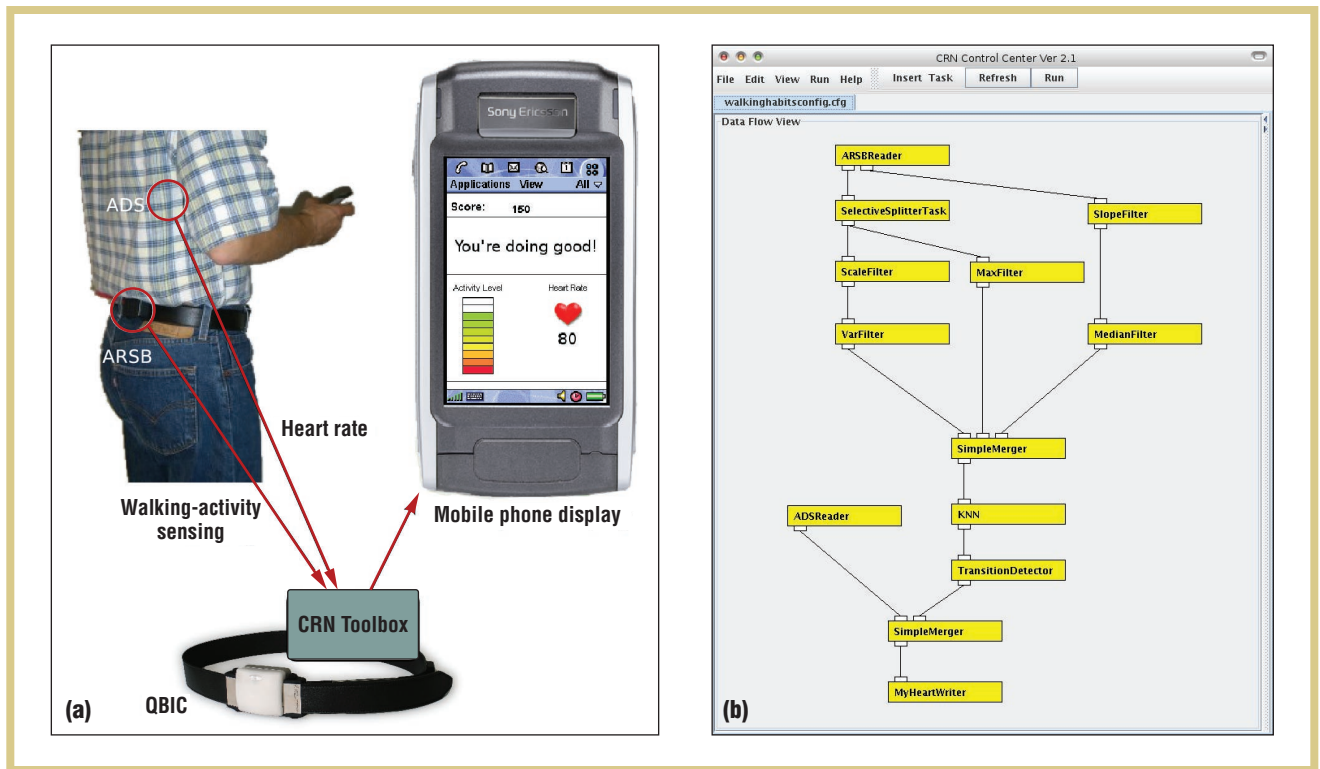 ADS
ARSB
Heart rate
Walking-activity
sensing
CRN Toolbox
QBIC
(a)
Sony Ericsson
Applications View All
Score: 150
You're doing good!
Activity Level
Heart Rate
80
Mobile phone display
CRN Control Center Ver 2.1
File Edit View Run Help Insert Task Refresh Run
walkinghabitsconfig.cfg
Data Flow View
ARSBReader
SelectiveSplitterTask
SlopeFilter
ScaleFilter
MaxFilter
VarFilter
MedianFilter
SimpleMerger
ADSReader
KNN
TransitionDetector
SimpleMerger
MyHeartWriter
(b)